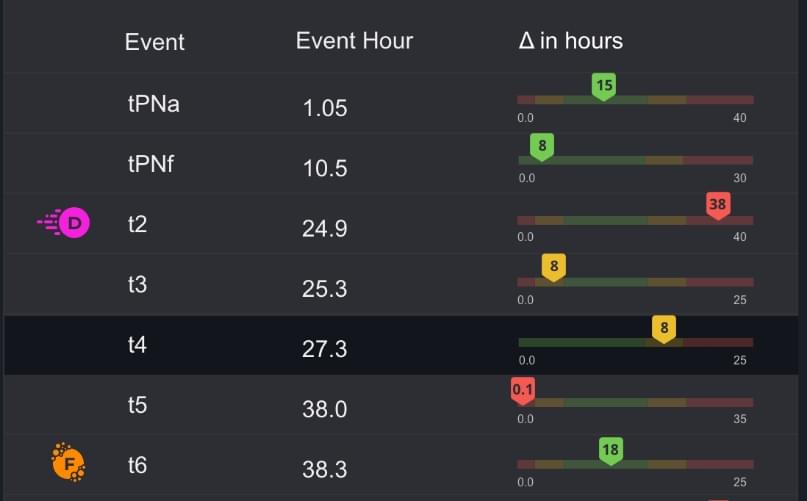 Event Event Hour Δ in hours
tPNa 1.05 15
0.0 40
tPNf 10.5 8
0.0 30
D t2 24.9 38
0.0 40
t3 25.3 8
0.0 25
t4 27.3 8
0.0 25
t5 38.0 0.1
0.0 35
F t6 38.3 18
0.0 25